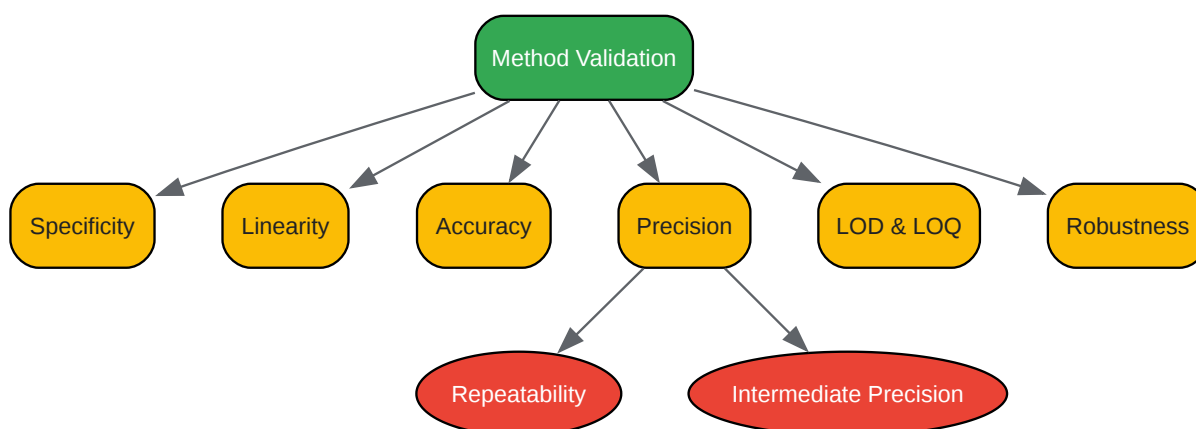 Method Validation
Specificity
Linearity
Accuracy
Precision
LOD & LOQ
Robustness
Repeatability
Intermediate Precision